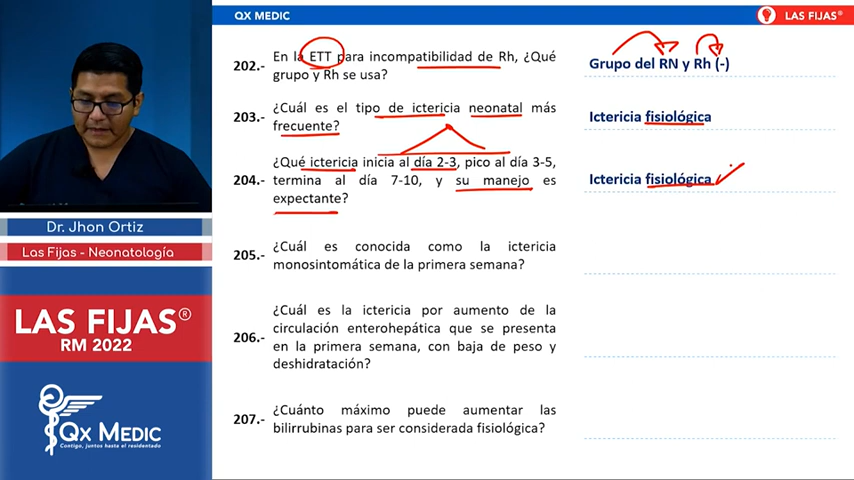 QX MEDIC
LAS FIJAS®
202.- En la ETT para incompatibilidad de Rh, ¿Qué
grupo y Rh se usa?
Grupo del RN y Rh (-)
203.- ¿Cuál es el tipo de ictericia neonatal más
frecuente?
Ictericia fisiológica
204.- ¿Qué ictericia inicia al día 2-3, pico al día 3-5,
termina al día 7-10, y su manejo es
expectante?
Ictericia fisiológica
205.- ¿Cuál es conocida como la ictericia
monosintomática de la primera semana?
206.- ¿Cuál es la ictericia por aumento de la
circulación enterohepática que se presenta
en la primera semana, con baja de peso y
deshidratación?
207.- ¿Cuánto máximo puede aumentar las
bilirrubinas para ser considerada fisiológica?
Dr. Jhon Ortiz
Las Fijas - Neonatología
LAS FIJAS®
RM 2022
QX MEDIC
Contigo, juntos hasta el residentado